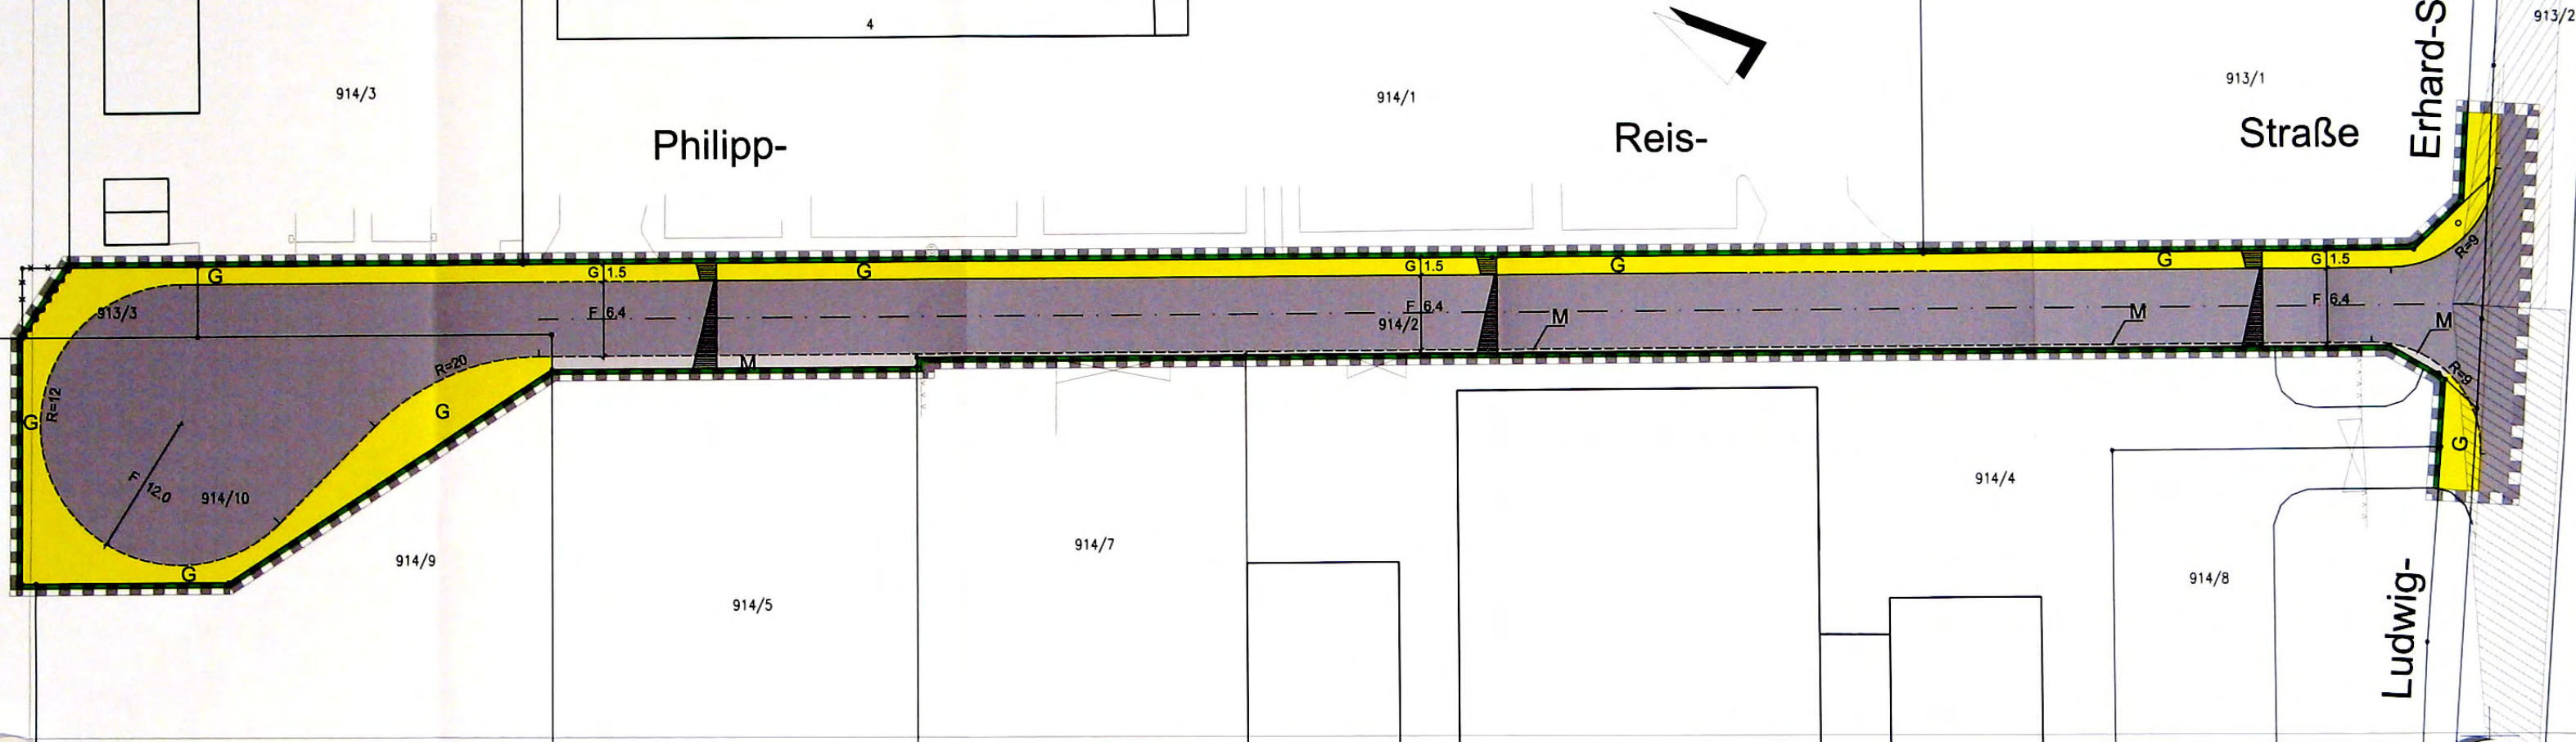 4
913/2
914/3
914/1
913/1
Philipp-
Reis-
Straße
Erhard-S
G
G 1.5
G
G 1.5
G
G
G 1.5
R=9
913/3
F 6.4
F 6.4
914/2
M
M
F 6.4
M
M
R=20
R=12
G
G
R=9
G
F 12.0
914/10
G
914/9
914/5
914/7
914/4
914/8
Ludwig-